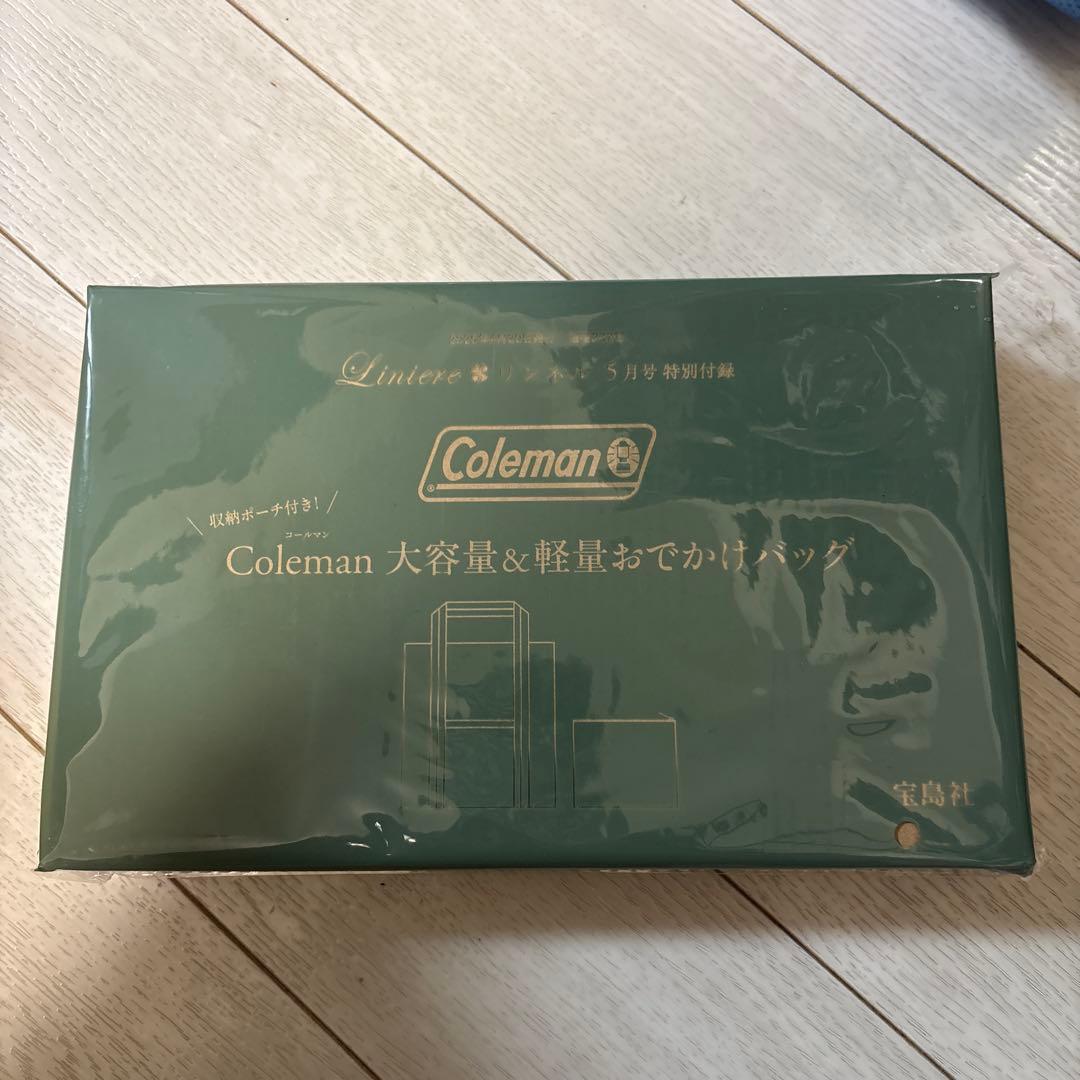 Liniere リンネル 5月号 特別付録
Coleman
®
収納ポーチ付き!
コールマン
Coleman 大容量&軽量おでかけバッグ
宝島社